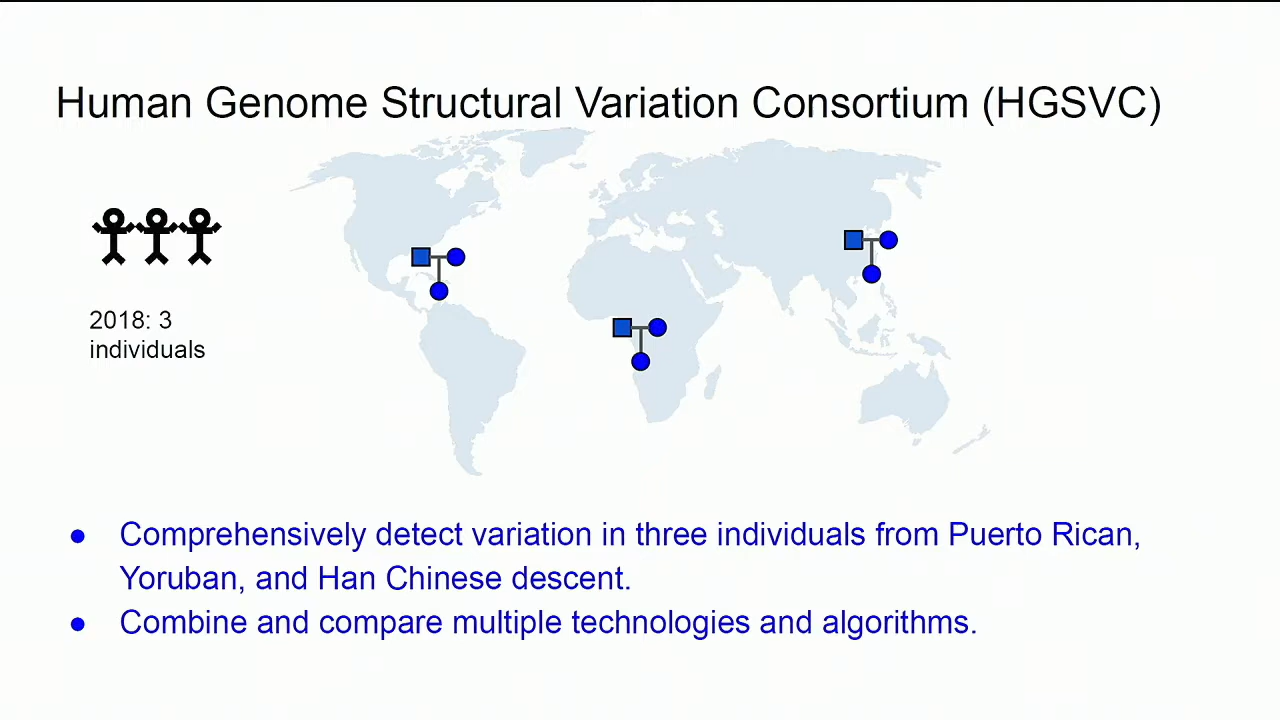 Human Genome Structural Variation Consortium (HGSVC)
2018: 3
individuals
● Comprehensively detect variation in three individuals from Puerto Rican,
Yoruban, and Han Chinese descent.
● Combine and compare multiple technologies and algorithms.